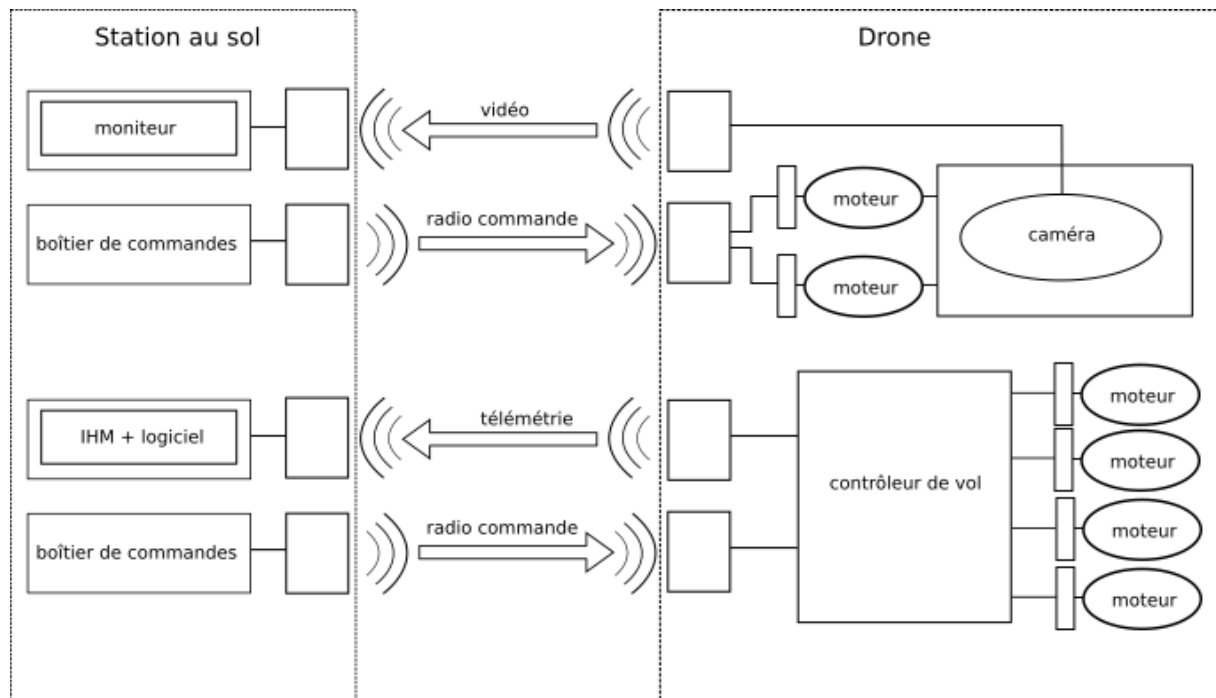 Station au sol
Drone
moniteur
vidéo
moteur
caméra
boîtier de commandes
radio commande
moteur
IHM + logiciel
télémétrie
contrôleur de vol
moteur
moteur
boîtier de commandes
radio commande
moteur
moteur